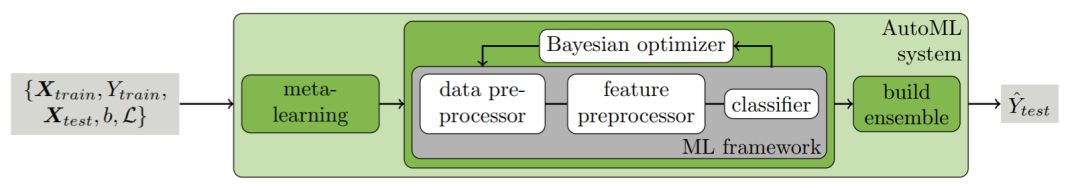 {X_train, Y_train,
X_test, b, ℒ}
meta-
learning
Bayesian optimizer
data pre-
processor
feature
preprocessor
classifier
ML framework
AutoML
system
build
ensemble
Ŷ_test